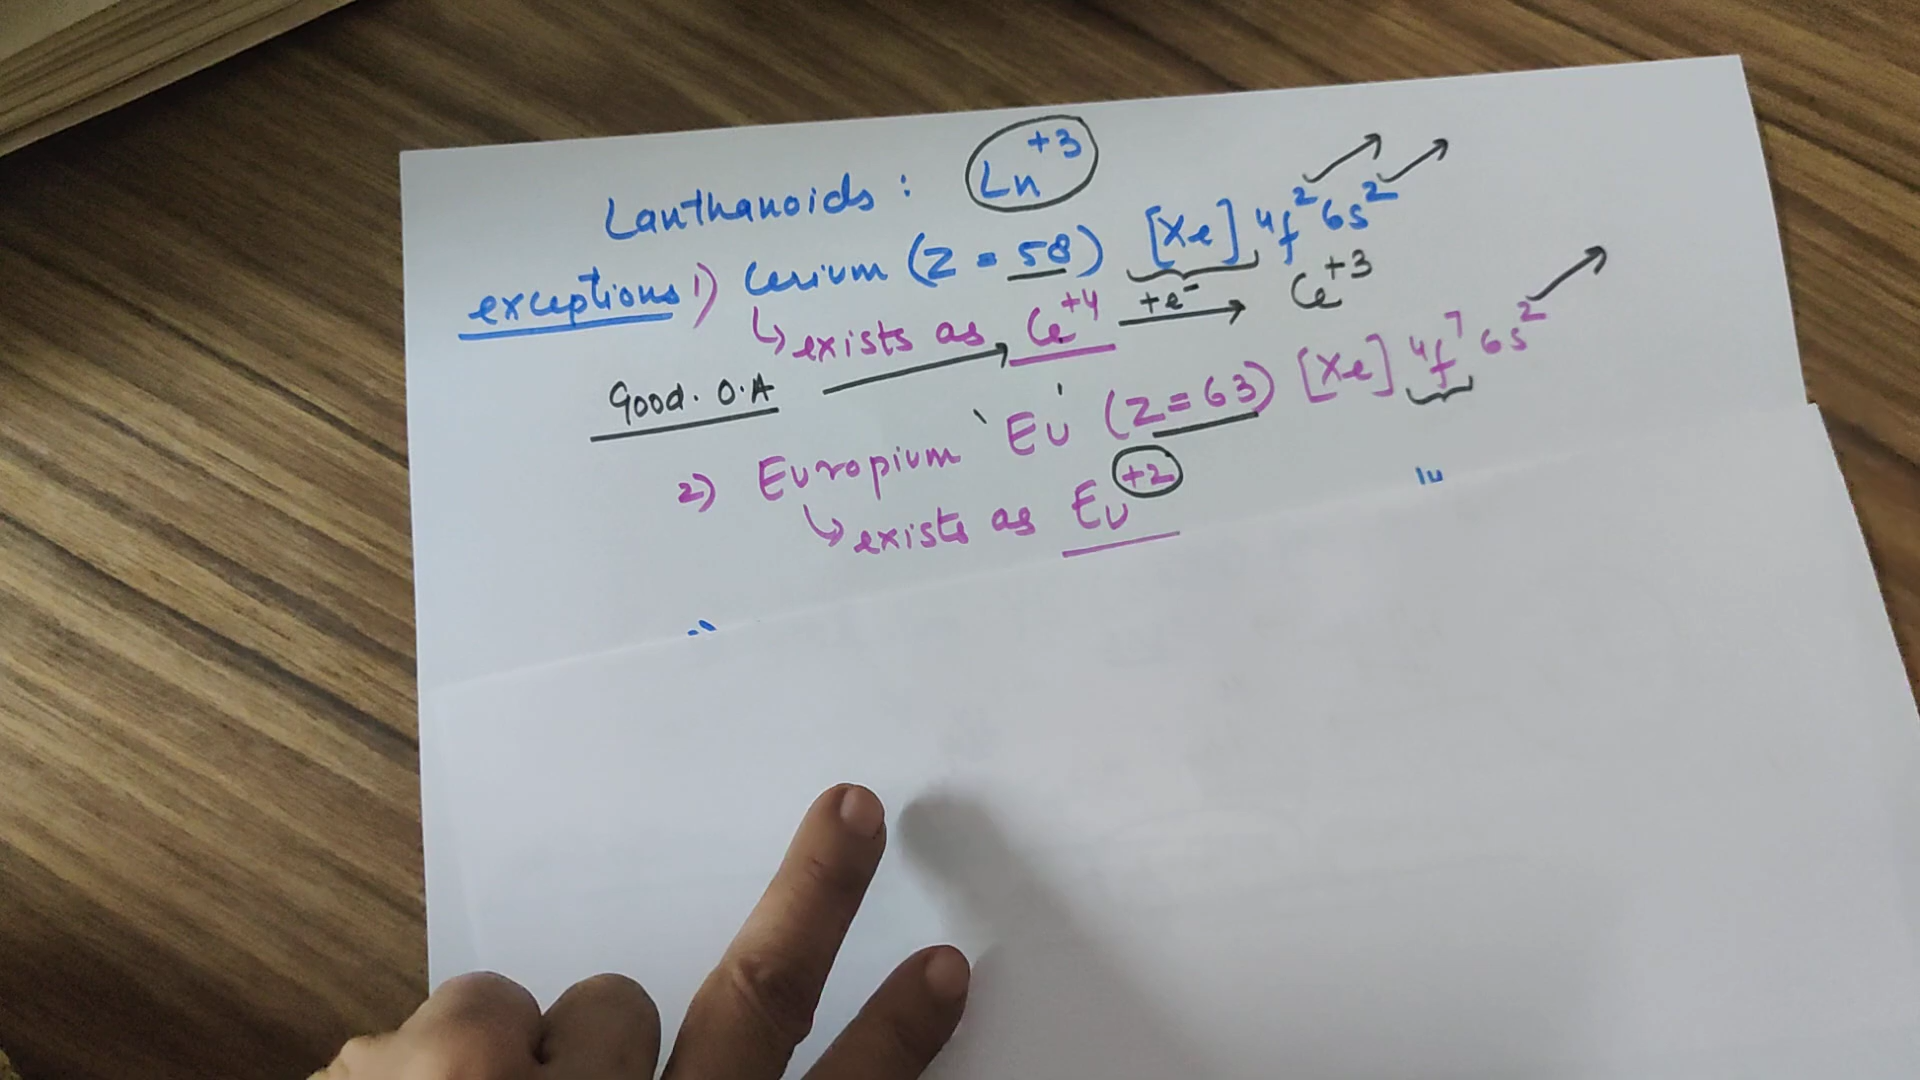 Lanthanoids : Ln+3
exceptions 1) Cerium (Z = 58) [Xe] 4f2 6s2
↳ exists as Ce+4 +e- → Ce+3
Good. O.A →
2) Europium 'Eu' (Z=63) [Xe] 4f7 6s2
↳ exists as Eu+2